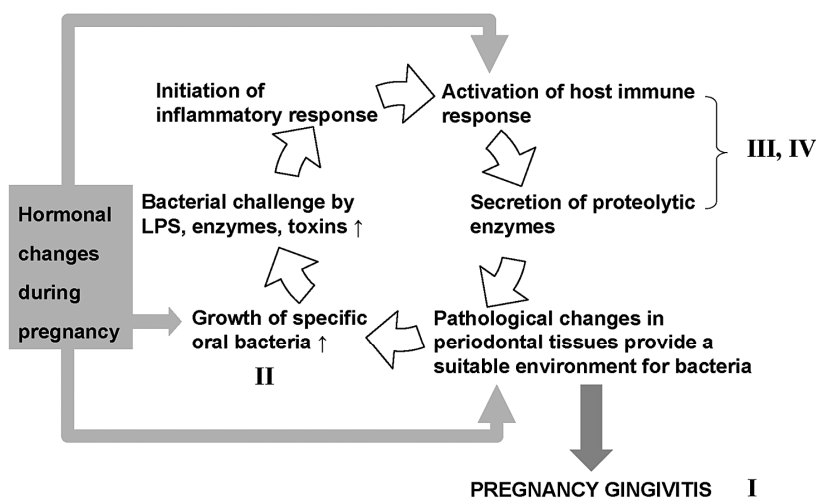 Initiation of
inflammatory response
Activation of host immune
response
III, IV
Hormonal
changes
during
pregnancy
Bacterial challenge by
LPS, enzymes, toxins ↑
Secretion of proteolytic
enzymes
Growth of specific
oral bacteria ↑
II
Pathological changes in
periodontal tissues provide a
suitable environment for bacteria
PREGNANCY GINGIVITIS I